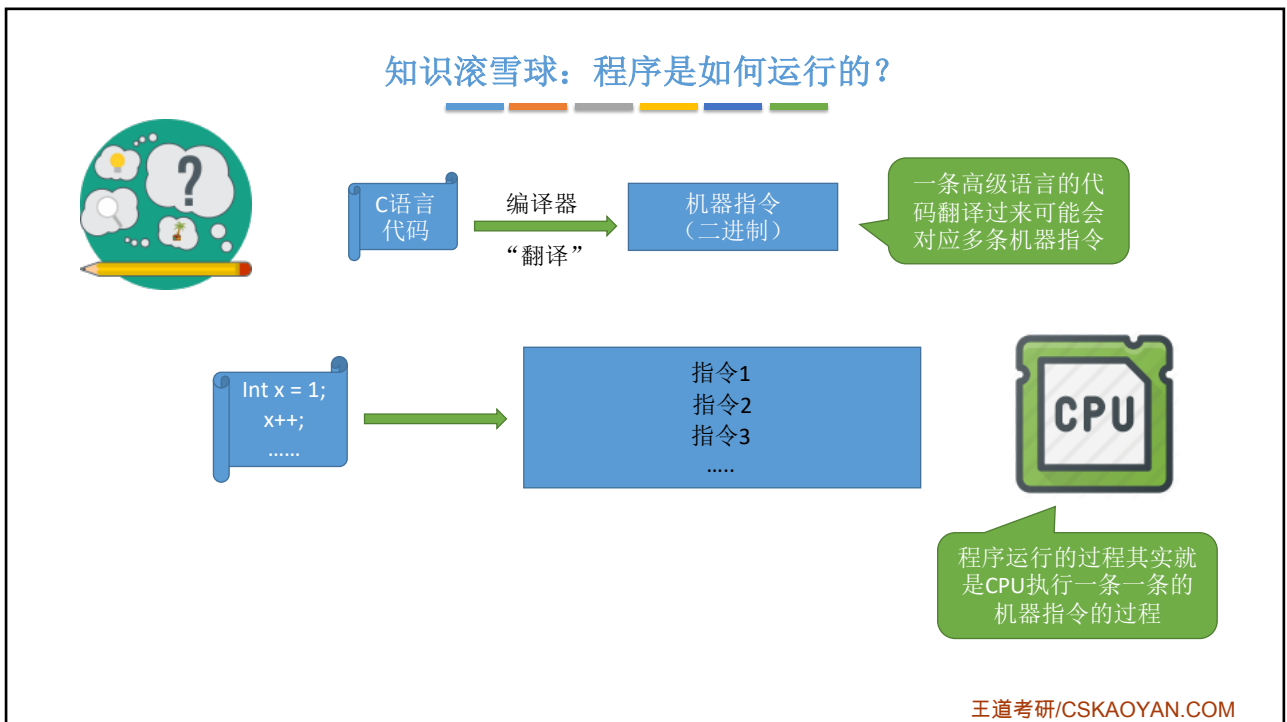 知识滚雪球：程序是如何运行的？
C语言
代码
编译器
“翻译”
机器指令
（二进制）
一条高级语言的代
码翻译过来可能会
对应多条机器指令
Int x = 1;
x++;
……
指令1
指令2
指令3
…..
CPU
程序运行的过程其实就
是CPU执行一条一条的
机器指令的过程
王道考研/CSKAOYAN.COM